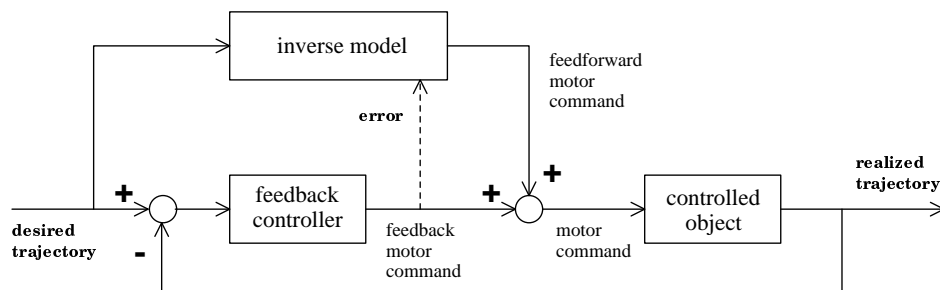 inverse model
feedforward
motor
command
error
+
+
+
-
feedback
controller
controlled
object
realized
trajectory
desired
trajectory
feedback
motor
command
motor
command